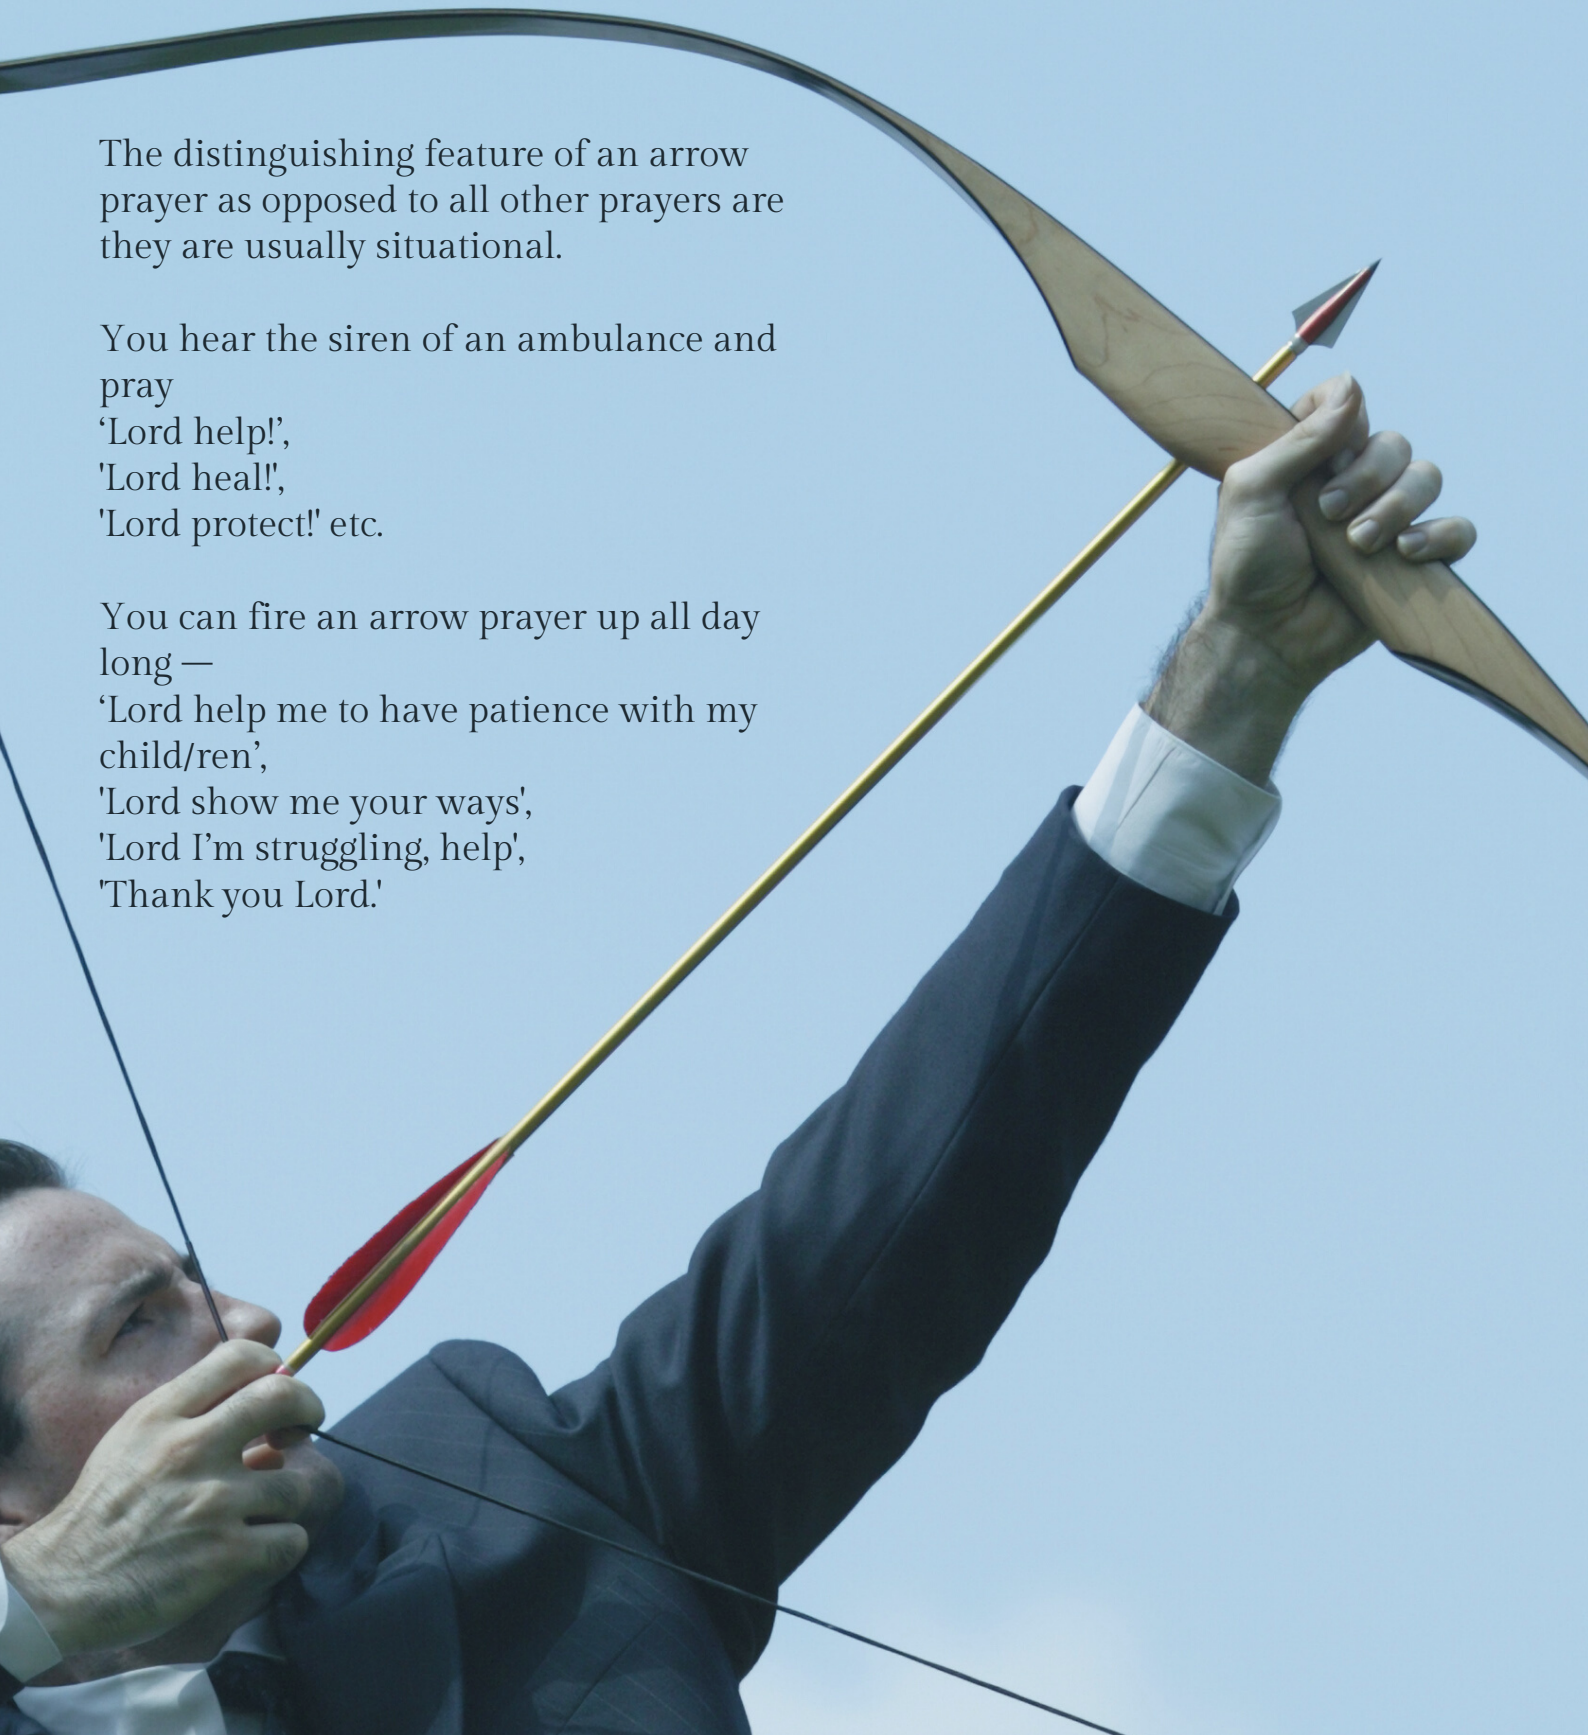 The distinguishing feature of an arrow
prayer as opposed to all other prayers are
they are usually situational.
You hear the siren of an ambulance and
pray
‘Lord help!’,
'Lord heal!',
'Lord protect!' etc.
You can fire an arrow prayer up all day
long —
‘Lord help me to have patience with my
child/ren’,
'Lord show me your ways',
'Lord I’m struggling, help',
'Thank you Lord.'